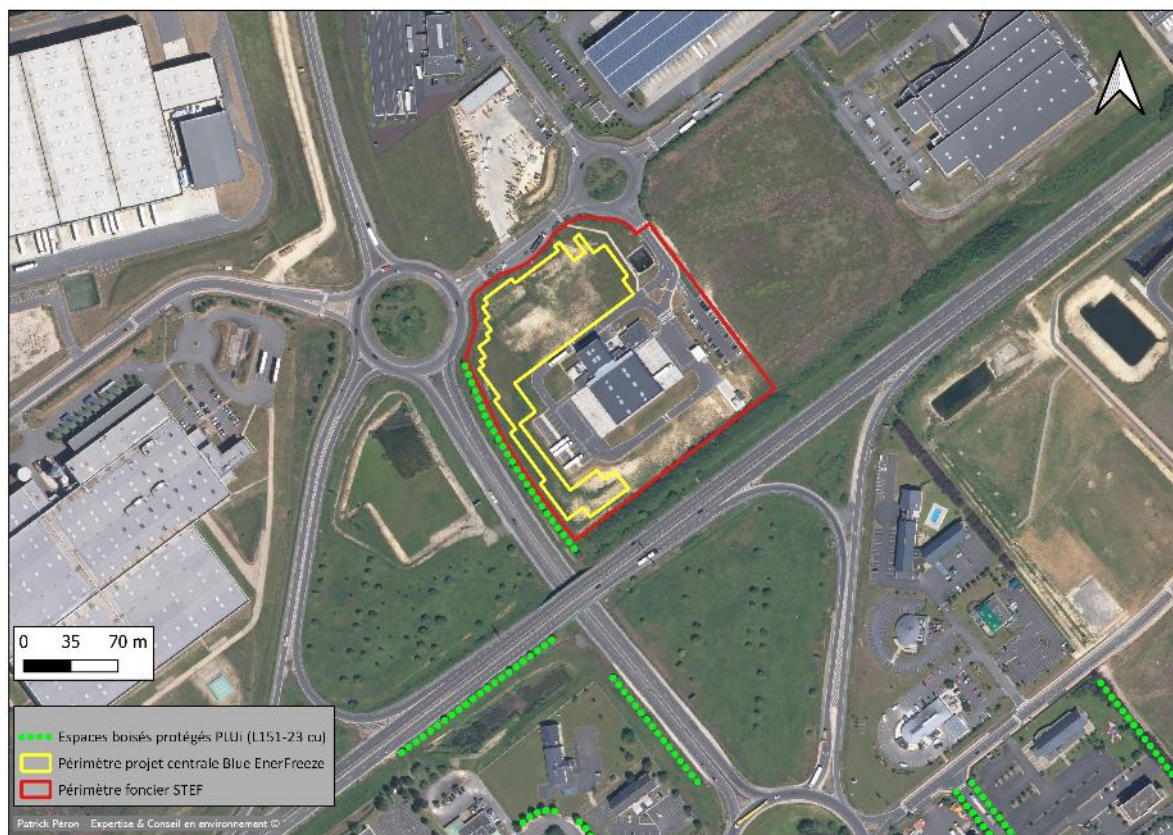 0 35 70 m
Espaces boisés protégés PLUi (L151-23 cu)
Périmètre projet centrale Blue EnerFreeze
Périmètre foncier STEF
Patrick Péron Expertise & Conseil en environnement ©